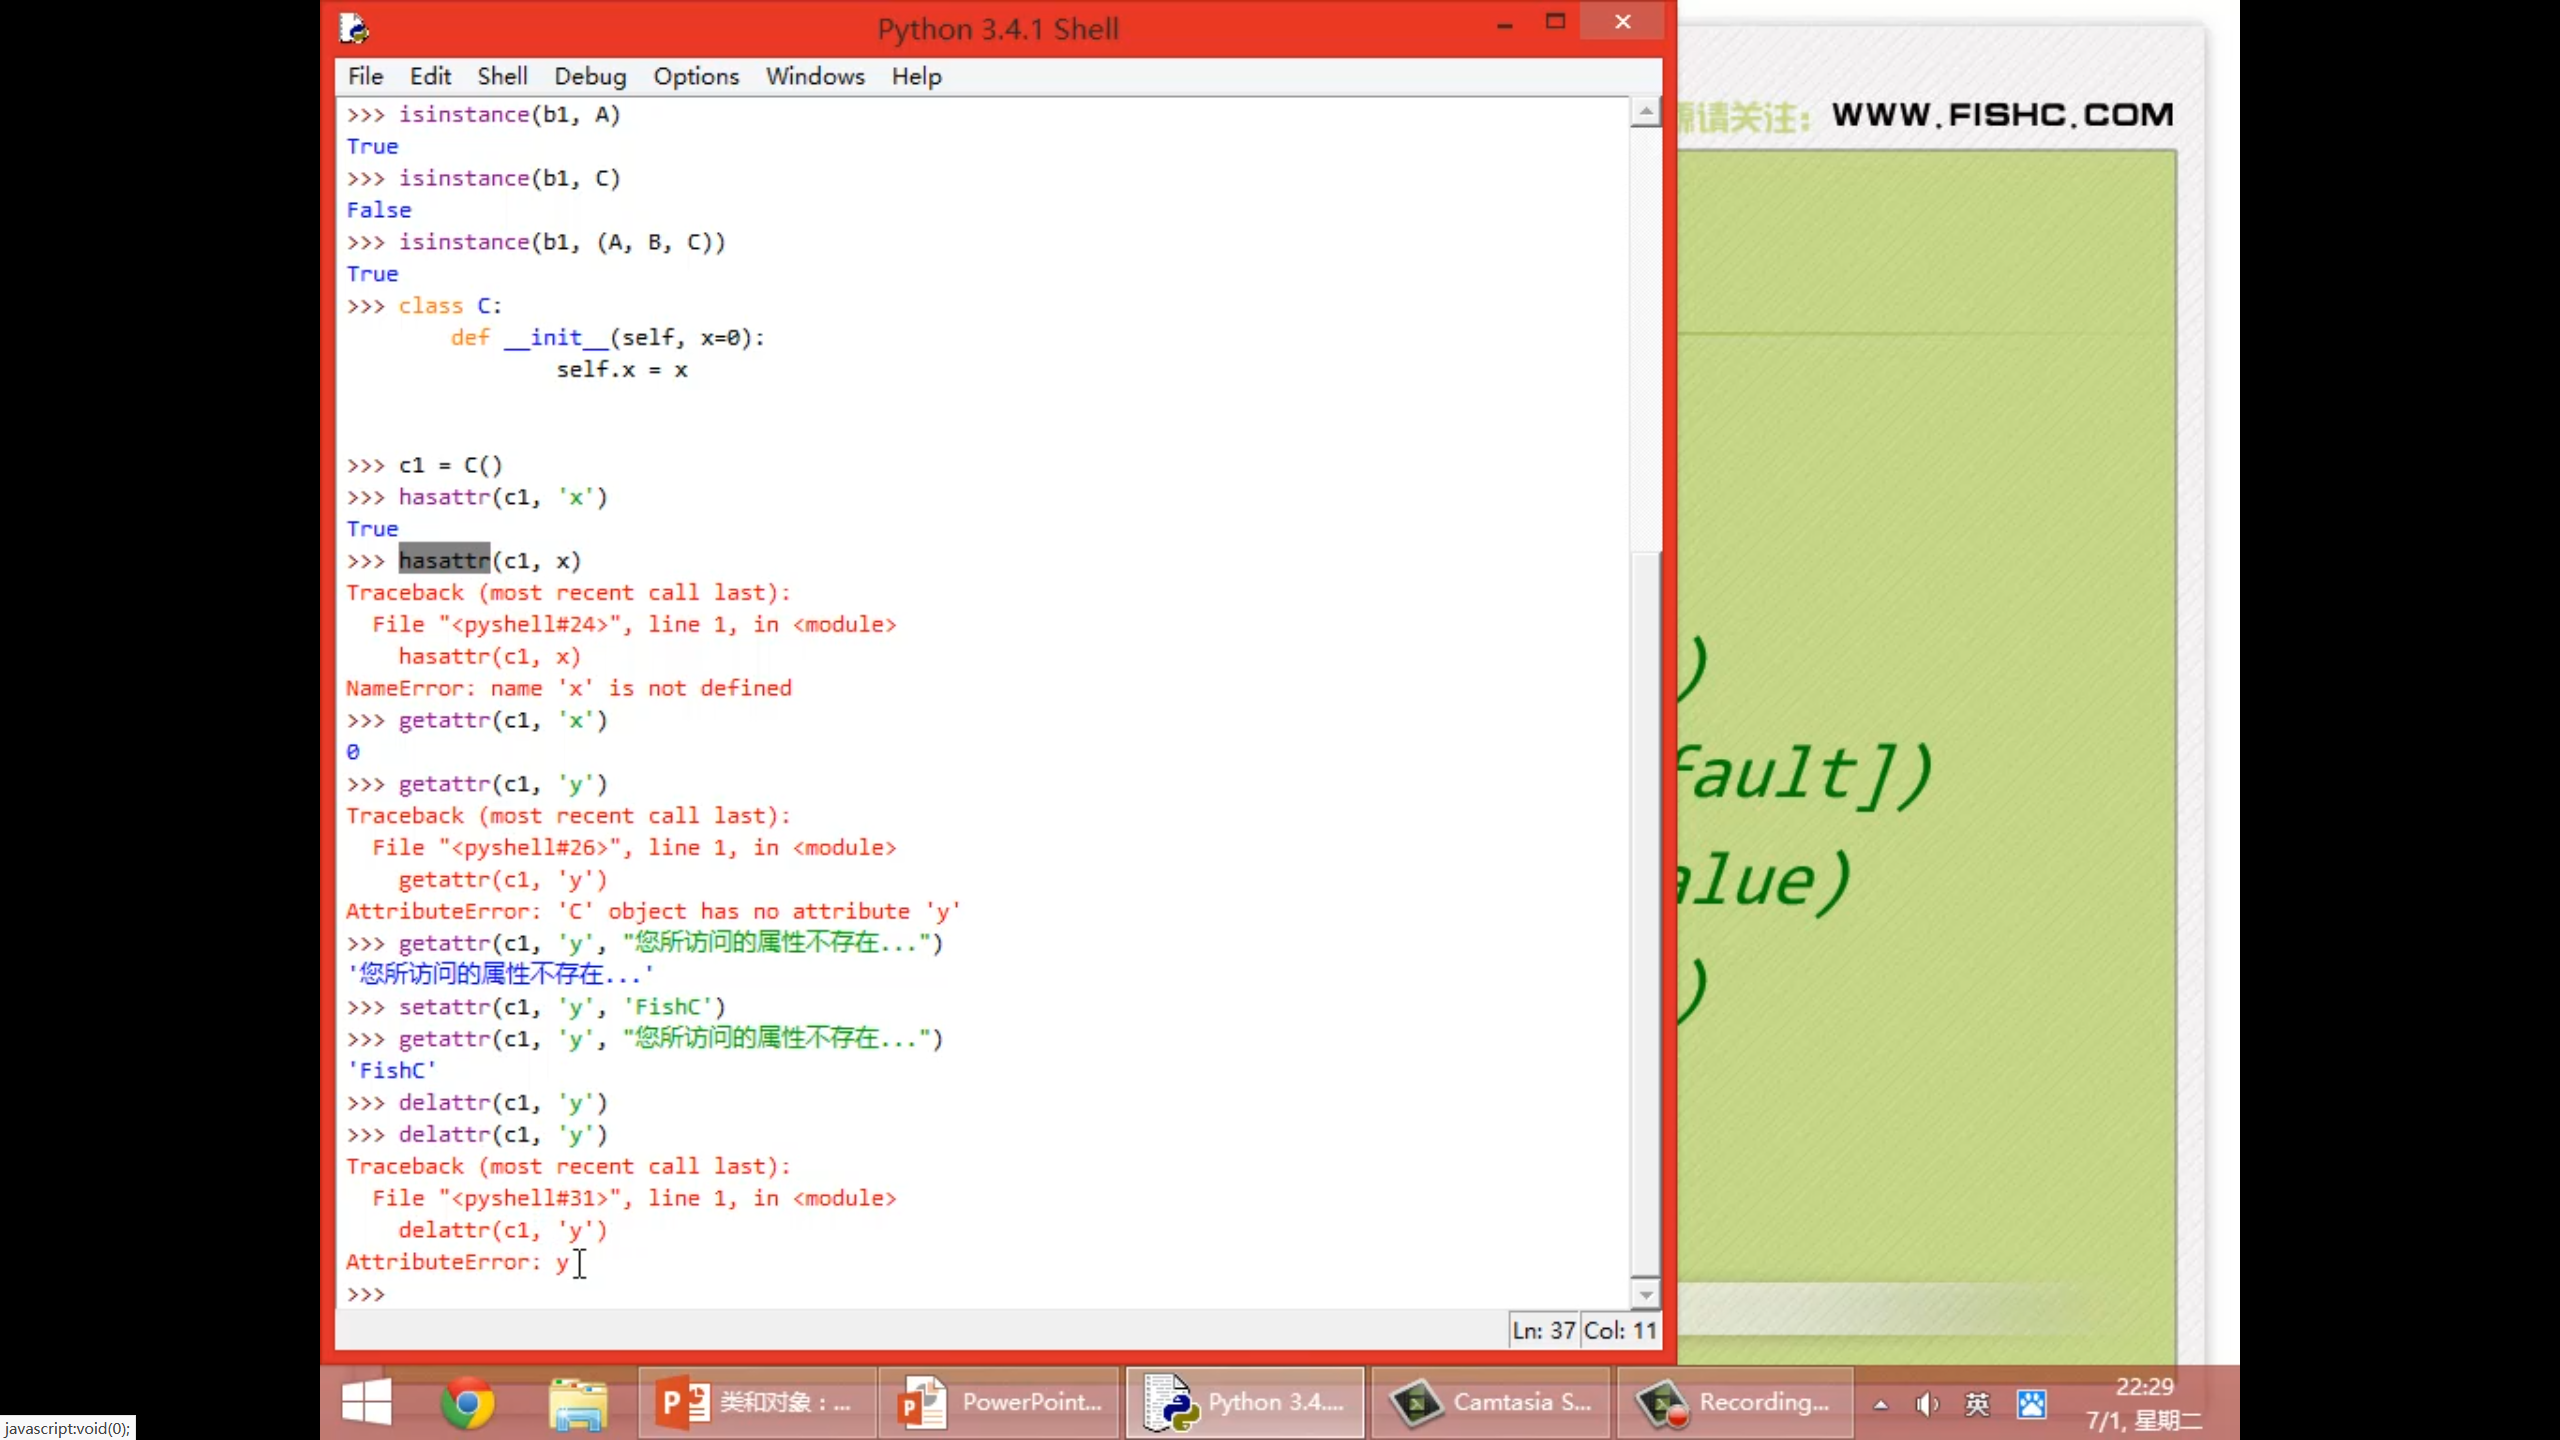 Python 3.4.1 Shell
File Edit Shell Debug Options Windows Help
>>> isinstance(b1, A)
True
>>> isinstance(b1, C)
False
>>> isinstance(b1, (A, B, C))
True
>>> class C:
        def __init__(self, x=0):
                self.x = x
>>> c1 = C()
>>> hasattr(c1, 'x')
True
>>> hasattr(c1, x)
Traceback (most recent call last):
  File "<pyshell#24>", line 1, in <module>
    hasattr(c1, x)
NameError: name 'x' is not defined
>>> getattr(c1, 'x')
0
>>> getattr(c1, 'y')
Traceback (most recent call last):
  File "<pyshell#26>", line 1, in <module>
    getattr(c1, 'y')
AttributeError: 'C' object has no attribute 'y'
>>> getattr(c1, 'y', "您所访问的属性不存在...")
'您所访问的属性不存在...'
>>> setattr(c1, 'y', 'FishC')
>>> getattr(c1, 'y', "您所访问的属性不存在...")
'FishC'
>>> delattr(c1, 'y')
>>> delattr(c1, 'y')
Traceback (most recent call last):
  File "<pyshell#31>", line 1, in <module>
    delattr(c1, 'y')
AttributeError: y
>>>
Ln: 37 Col: 11
源请关注: WWW.FISHC.COM
)
fault])
alue)
)
类和对象：... PowerPoint... Python 3.4.... Camtasia S... Recording... 英 22:29
7/1, 星期二
javascript:void(0);